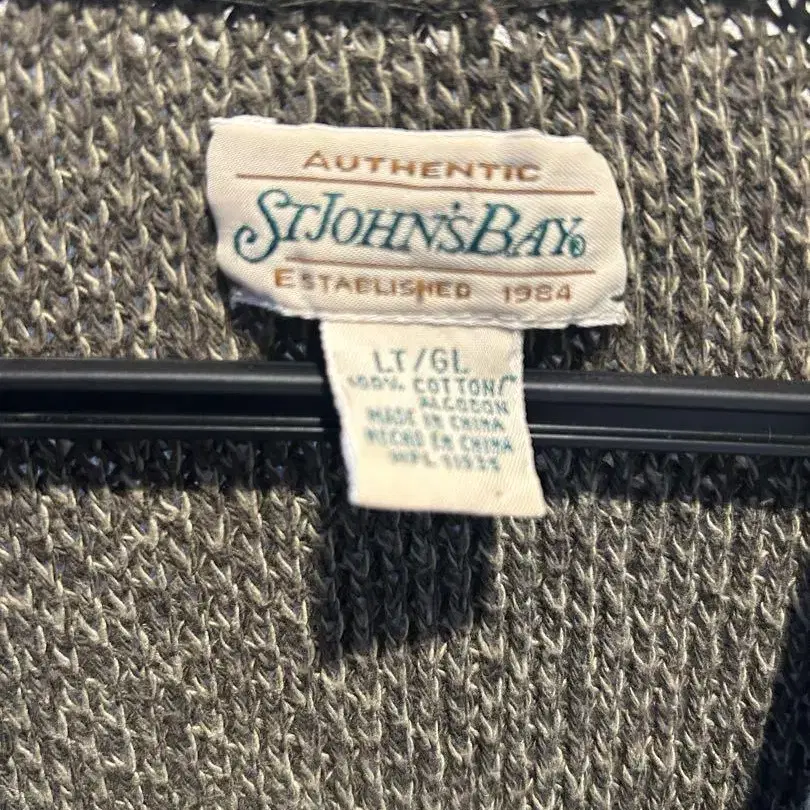 AUTHENTIC
ST JOHN'S BAY
ESTABLISHED 1984
LT/GL
100% COTTON/
ALGODON
MADE IN CHINA
HECHO EN CHINA